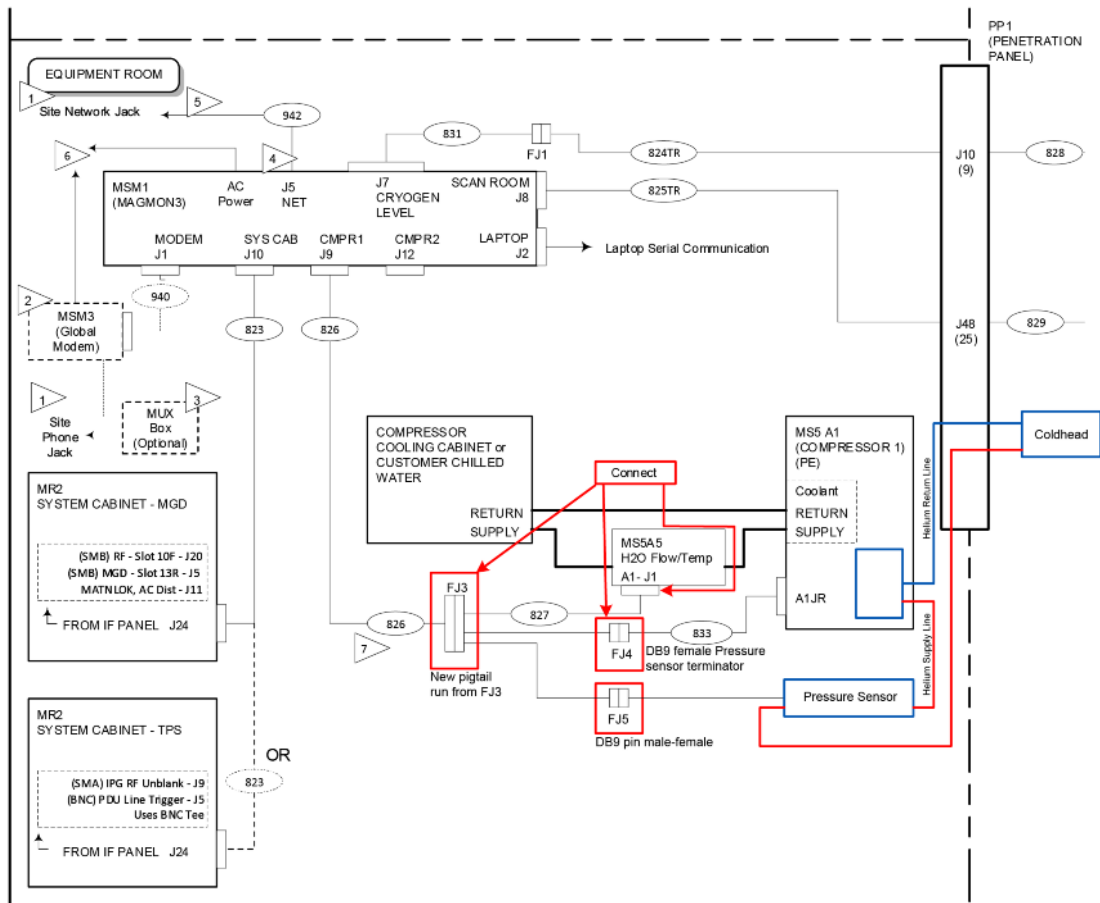 PP1
(PENETRATION
PANEL)
EQUIPMENT ROOM
1
Site Network Jack
5
942
831
FJ1
824TR
J10
(9)
828
6
4
MSM1
(MAGMON3)
AC
Power
J5
NET
J7
CRYOGEN
LEVEL
SCAN ROOM
J8
825TR
MODEM
J1
SYS CAB
J10
CMPR1
J9
CMPR2
J12
LAPTOP
J2
Laptop Serial Communication
2
MSM3
(Global
Modem)
940
823
826
J48
(25)
829
1
Site
Phone
Jack
3
MUX
Box
(Optional)
COMPRESSOR
COOLING CABINET or
CUSTOMER CHILLED
WATER
RETURN
SUPPLY
Connect
MS5 A1
(COMPRESSOR 1)
(PE)
Coolant
RETURN
SUPPLY
A1JR
Coldhead
Helium Return Line
Helium Supply Line
MR2
SYSTEM CABINET - MGD
(SMB) RF - Slot 10F - J20
(SMB) MGD - Slot 13R - J5
MATNLOK, AC Dist - J11
FROM IF PANEL J24
MS5A5
H2O Flow/Temp
A1- J1
FJ3
826
7
827
833
FJ4
DB9 female Pressure
sensor terminator
New pigtail
run from FJ3
FJ5
DB9 pin male-female
Pressure Sensor
MR2
SYSTEM CABINET - TPS
(SMA) IPG RF Unblank - J9
(BNC) PDU Line Trigger - J5
Uses BNC Tee
FROM IF PANEL J24
OR
823